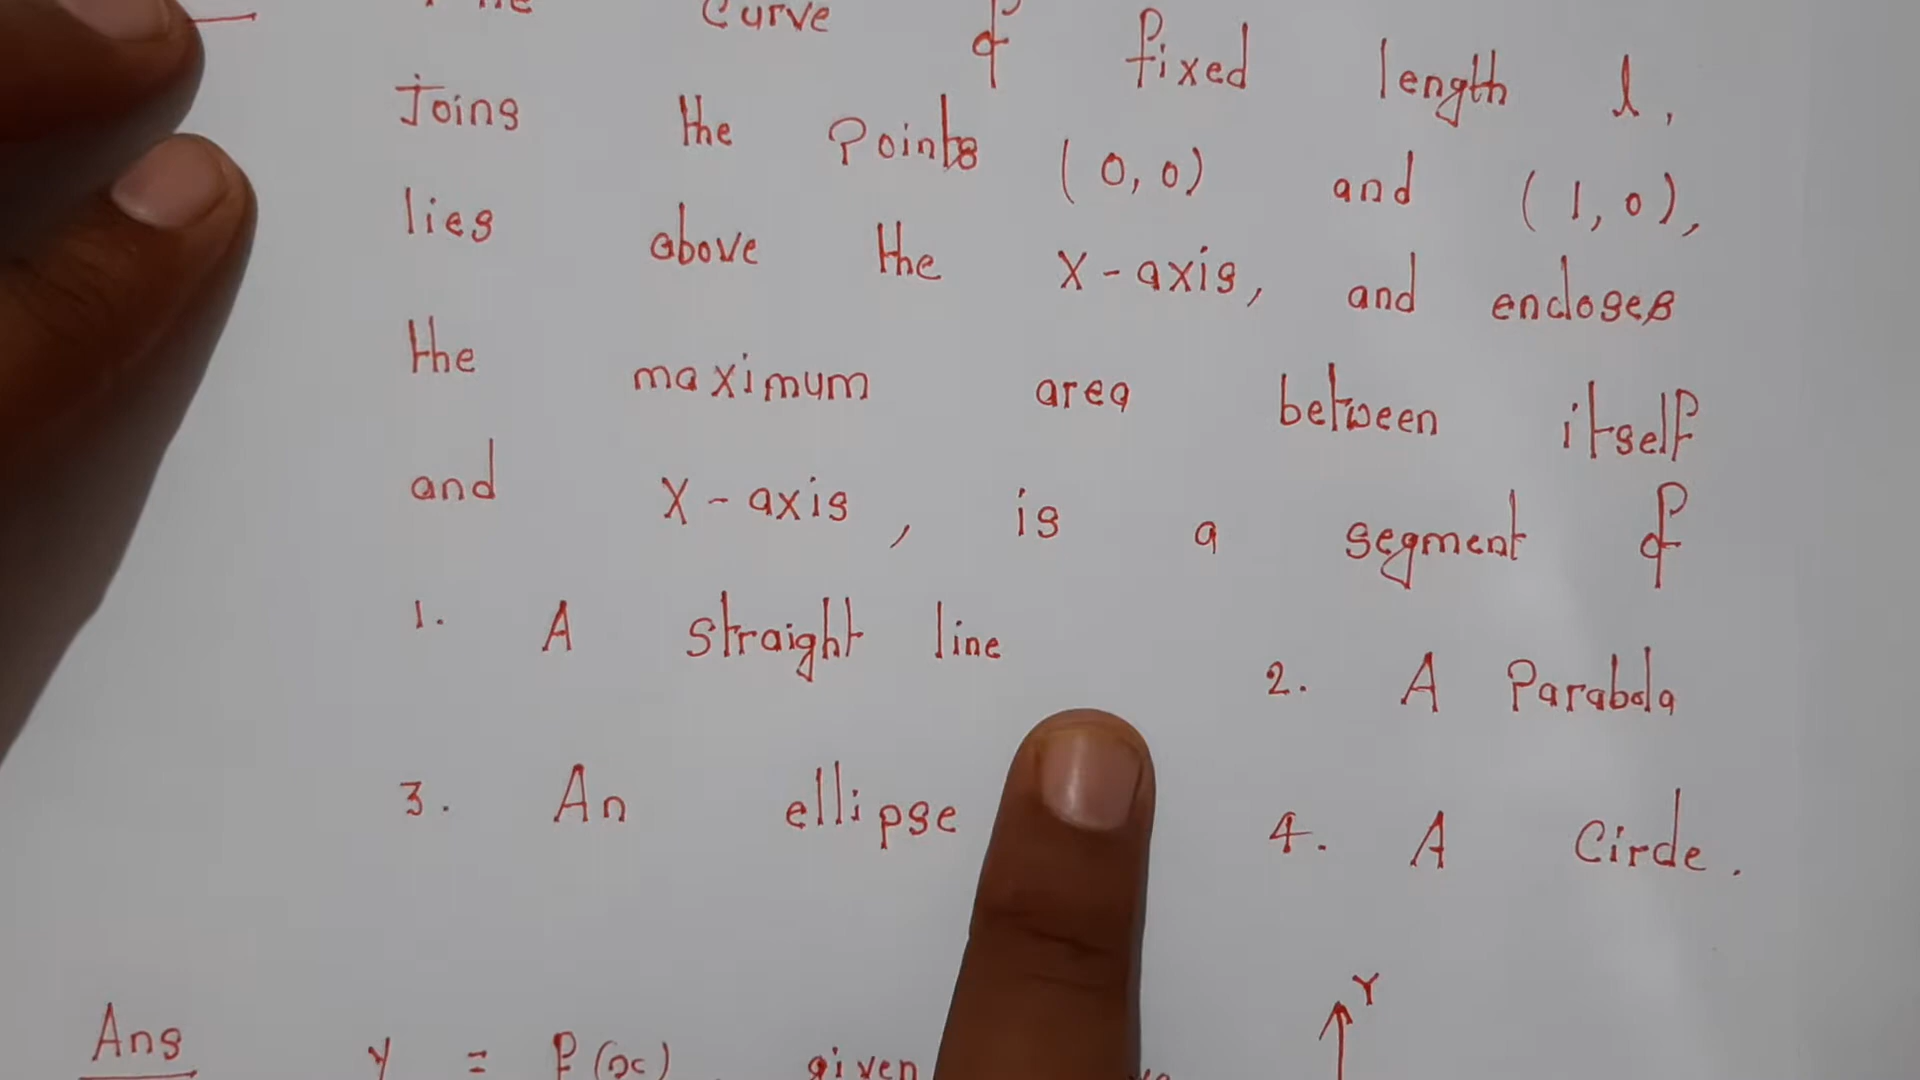 Curve of fixed length l,
Joins the Points (0,0) and (1,0),
lies above the X-axis, and encloses
the maximum area between itself
and X-axis, is a segment of
1. A straight line
2. A Parabola
3. An ellipse
4. A Circle.
Y
Ans y = f(x) given